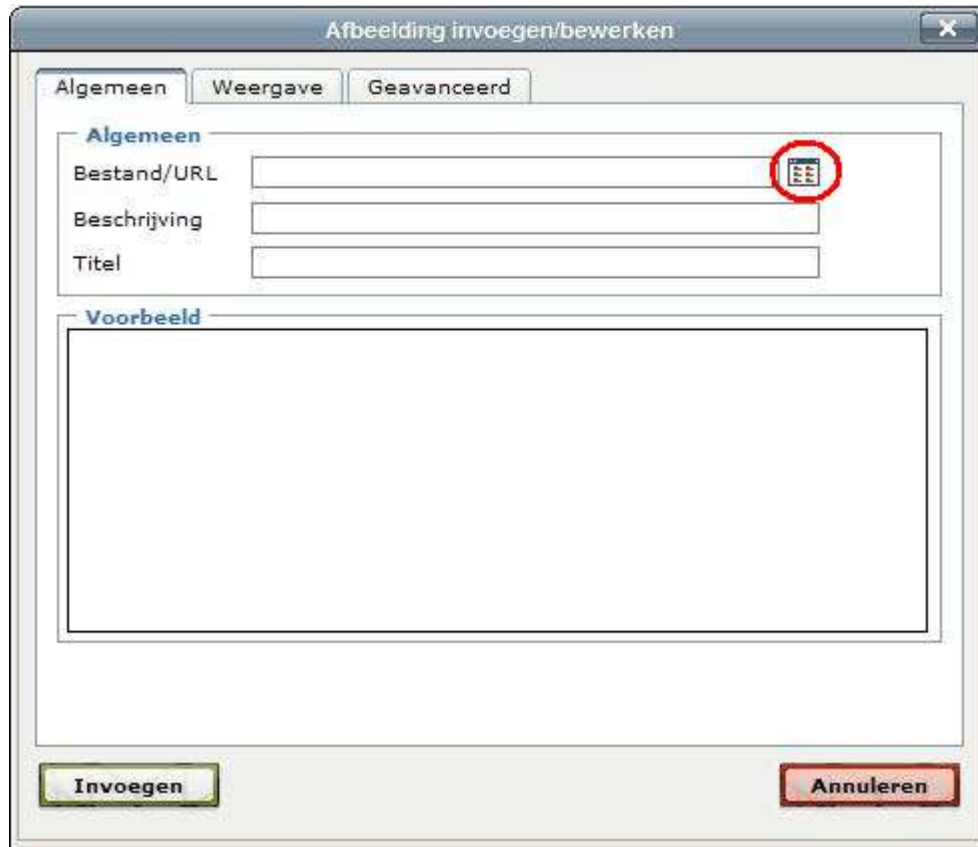 Afbeelding invoegen/bewerken
Algemeen Weergave Geavanceerd
Algemeen
Bestand/URL
Beschrijving
Titel
Voorbeeld
Invoegen Annuleren